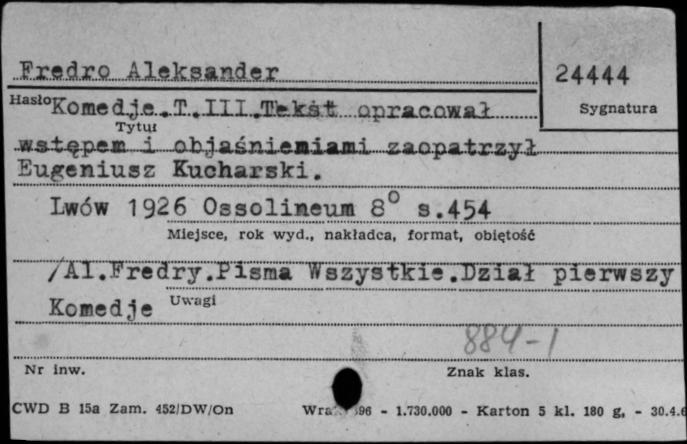 Fredro Aleksander
24444
Hasło
Komedje.T.III.Tekst opracował
Sygnatura
Tytuł
wstępem i objaśnieniami zaopatrzył
Eugeniusz Kucharski.
Lwów 1926 Ossolineum 8° s.454
Miejsce, rok wyd., nakładca, format, objętość
/Al.Fredry.Pisma Wszystkie.Dział pierwszy
Komedje
Uwagi
884-1
Nr inw.
Znak klas.
CWD B 15a Zam. 452/DW/On
96 - 1.730.000 - Karton 5 kl. 180 g, - 30.4.6